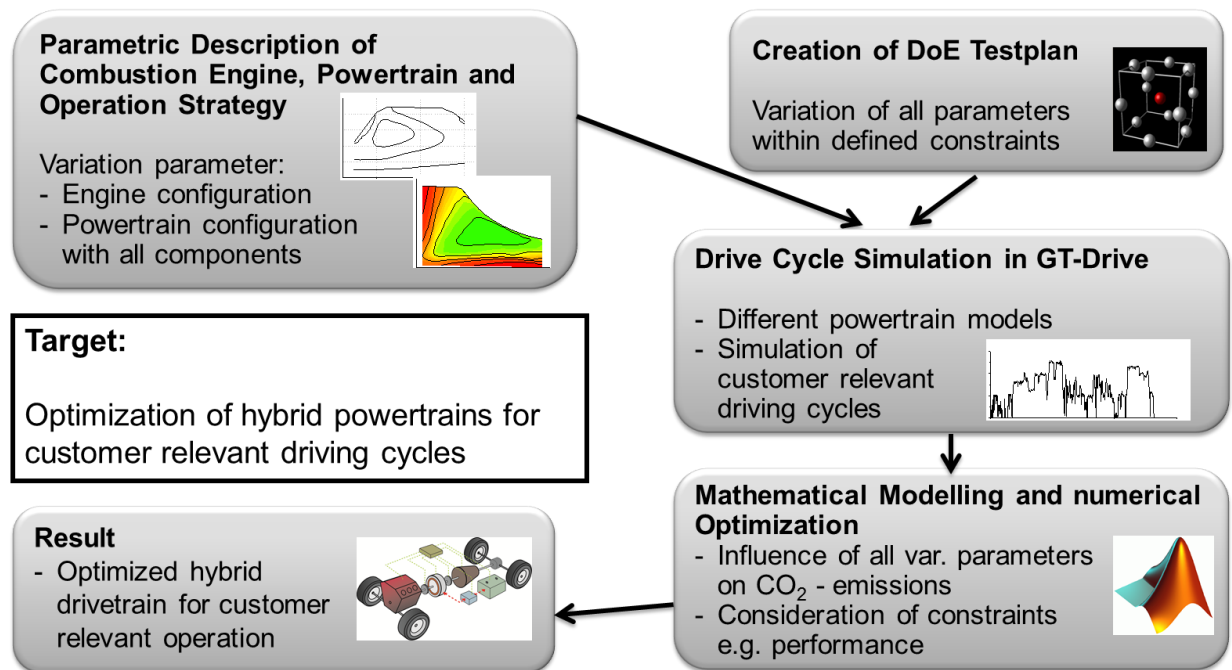 Parametric Description of
Combustion Engine, Powertrain and
Operation Strategy
Variation parameter:
- Engine configuration
- Powertrain configuration
with all components
Creation of DoE Testplan
Variation of all parameters
within defined constraints
Drive Cycle Simulation in GT-Drive
- Different powertrain models
- Simulation of
customer relevant
driving cycles
Target:
Optimization of hybrid powertrains for
customer relevant driving cycles
Mathematical Modelling and numerical
Optimization
- Influence of all var. parameters
on CO₂ - emissions
- Consideration of constraints
e.g. performance
Result
- Optimized hybrid
drivetrain for customer
relevant operation